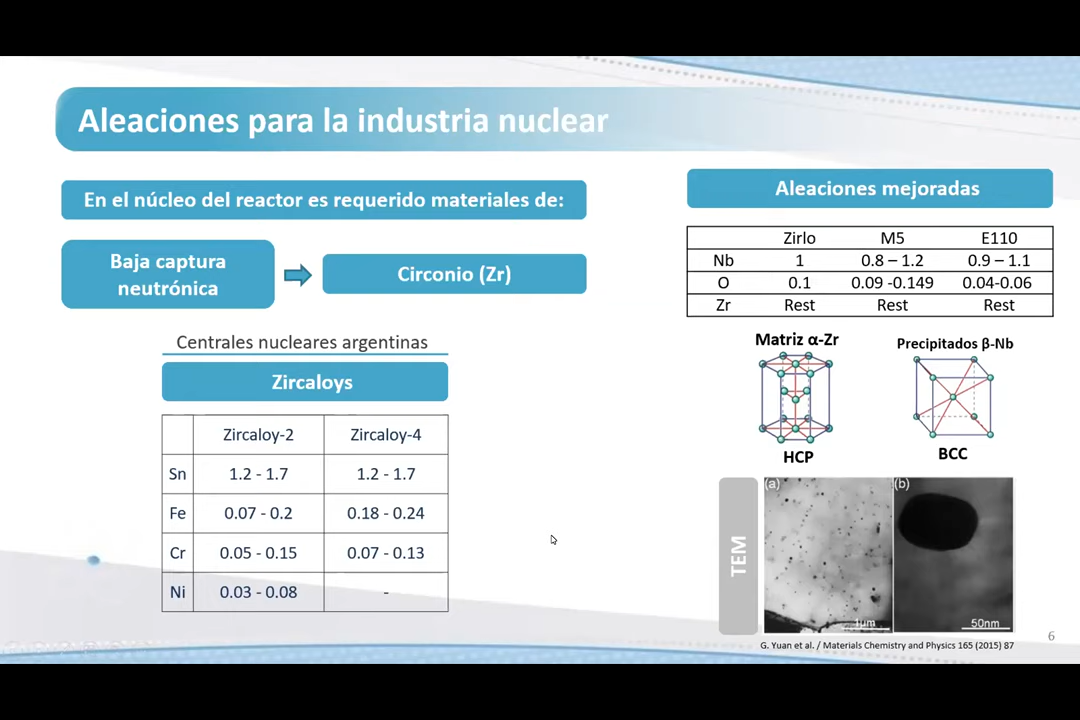 Aleaciones para la industria nuclear
En el núcleo del reactor es requerido materiales de:
Baja captura
neutrónica
Circonio (Zr)
Centrales nucleares argentinas
Zircaloys
Zircaloy-2 Zircaloy-4
Sn 1.2 - 1.7 1.2 - 1.7
Fe 0.07 - 0.2 0.18 - 0.24
Cr 0.05 - 0.15 0.07 - 0.13
Ni 0.03 - 0.08 -
Aleaciones mejoradas
Zirlo M5 E110
Nb 1 0.8 – 1.2 0.9 – 1.1
O 0.1 0.09 -0.149 0.04-0.06
Zr Rest Rest Rest
Matriz α-Zr Precipitados β-Nb
HCP BCC
TEM
(a) (b)
1μm 50nm
G. Yuan et al. / Materials Chemistry and Physics 165 (2015) 87
6